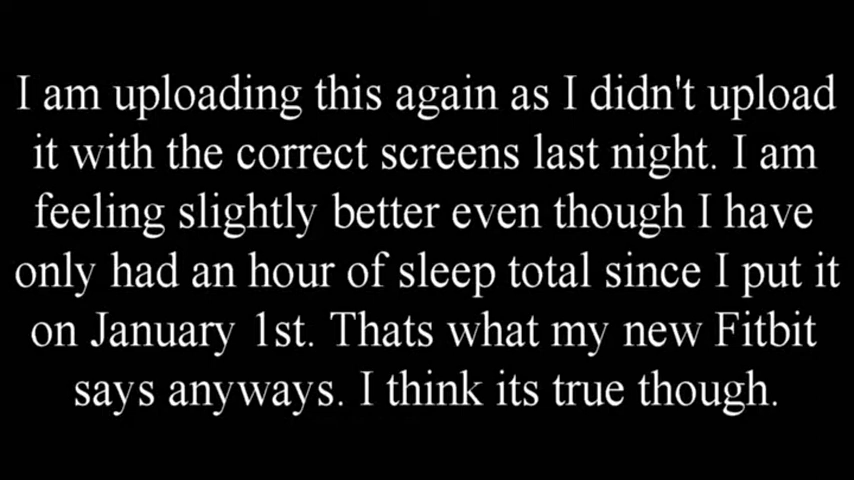 I am uploading this again as I didn't upload
it with the correct screens last night. I am
feeling slightly better even though I have
only had an hour of sleep total since I put it
on January 1st. Thats what my new Fitbit
says anyways. I think its true though.